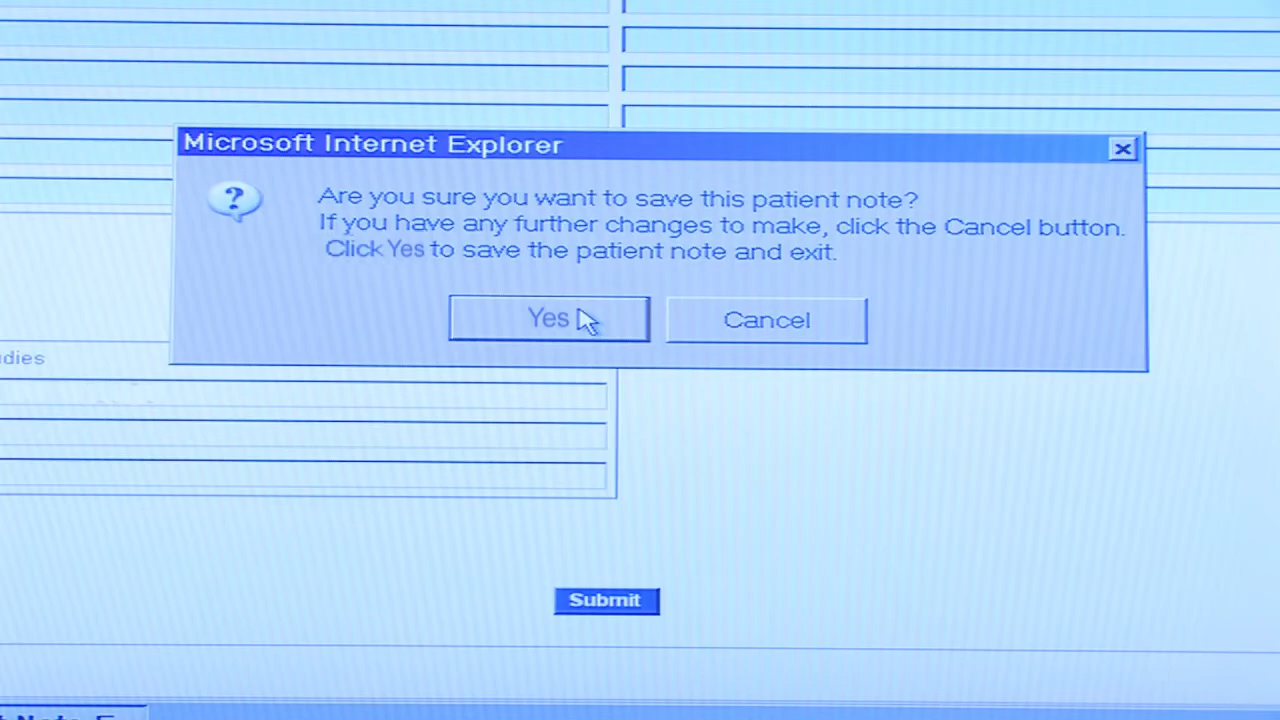 Microsoft Internet Explorer
Are you sure you want to save this patient note?
If you have any further changes to make, click the Cancel button.
Click Yes to save the patient note and exit.
Yes
Cancel
Submit